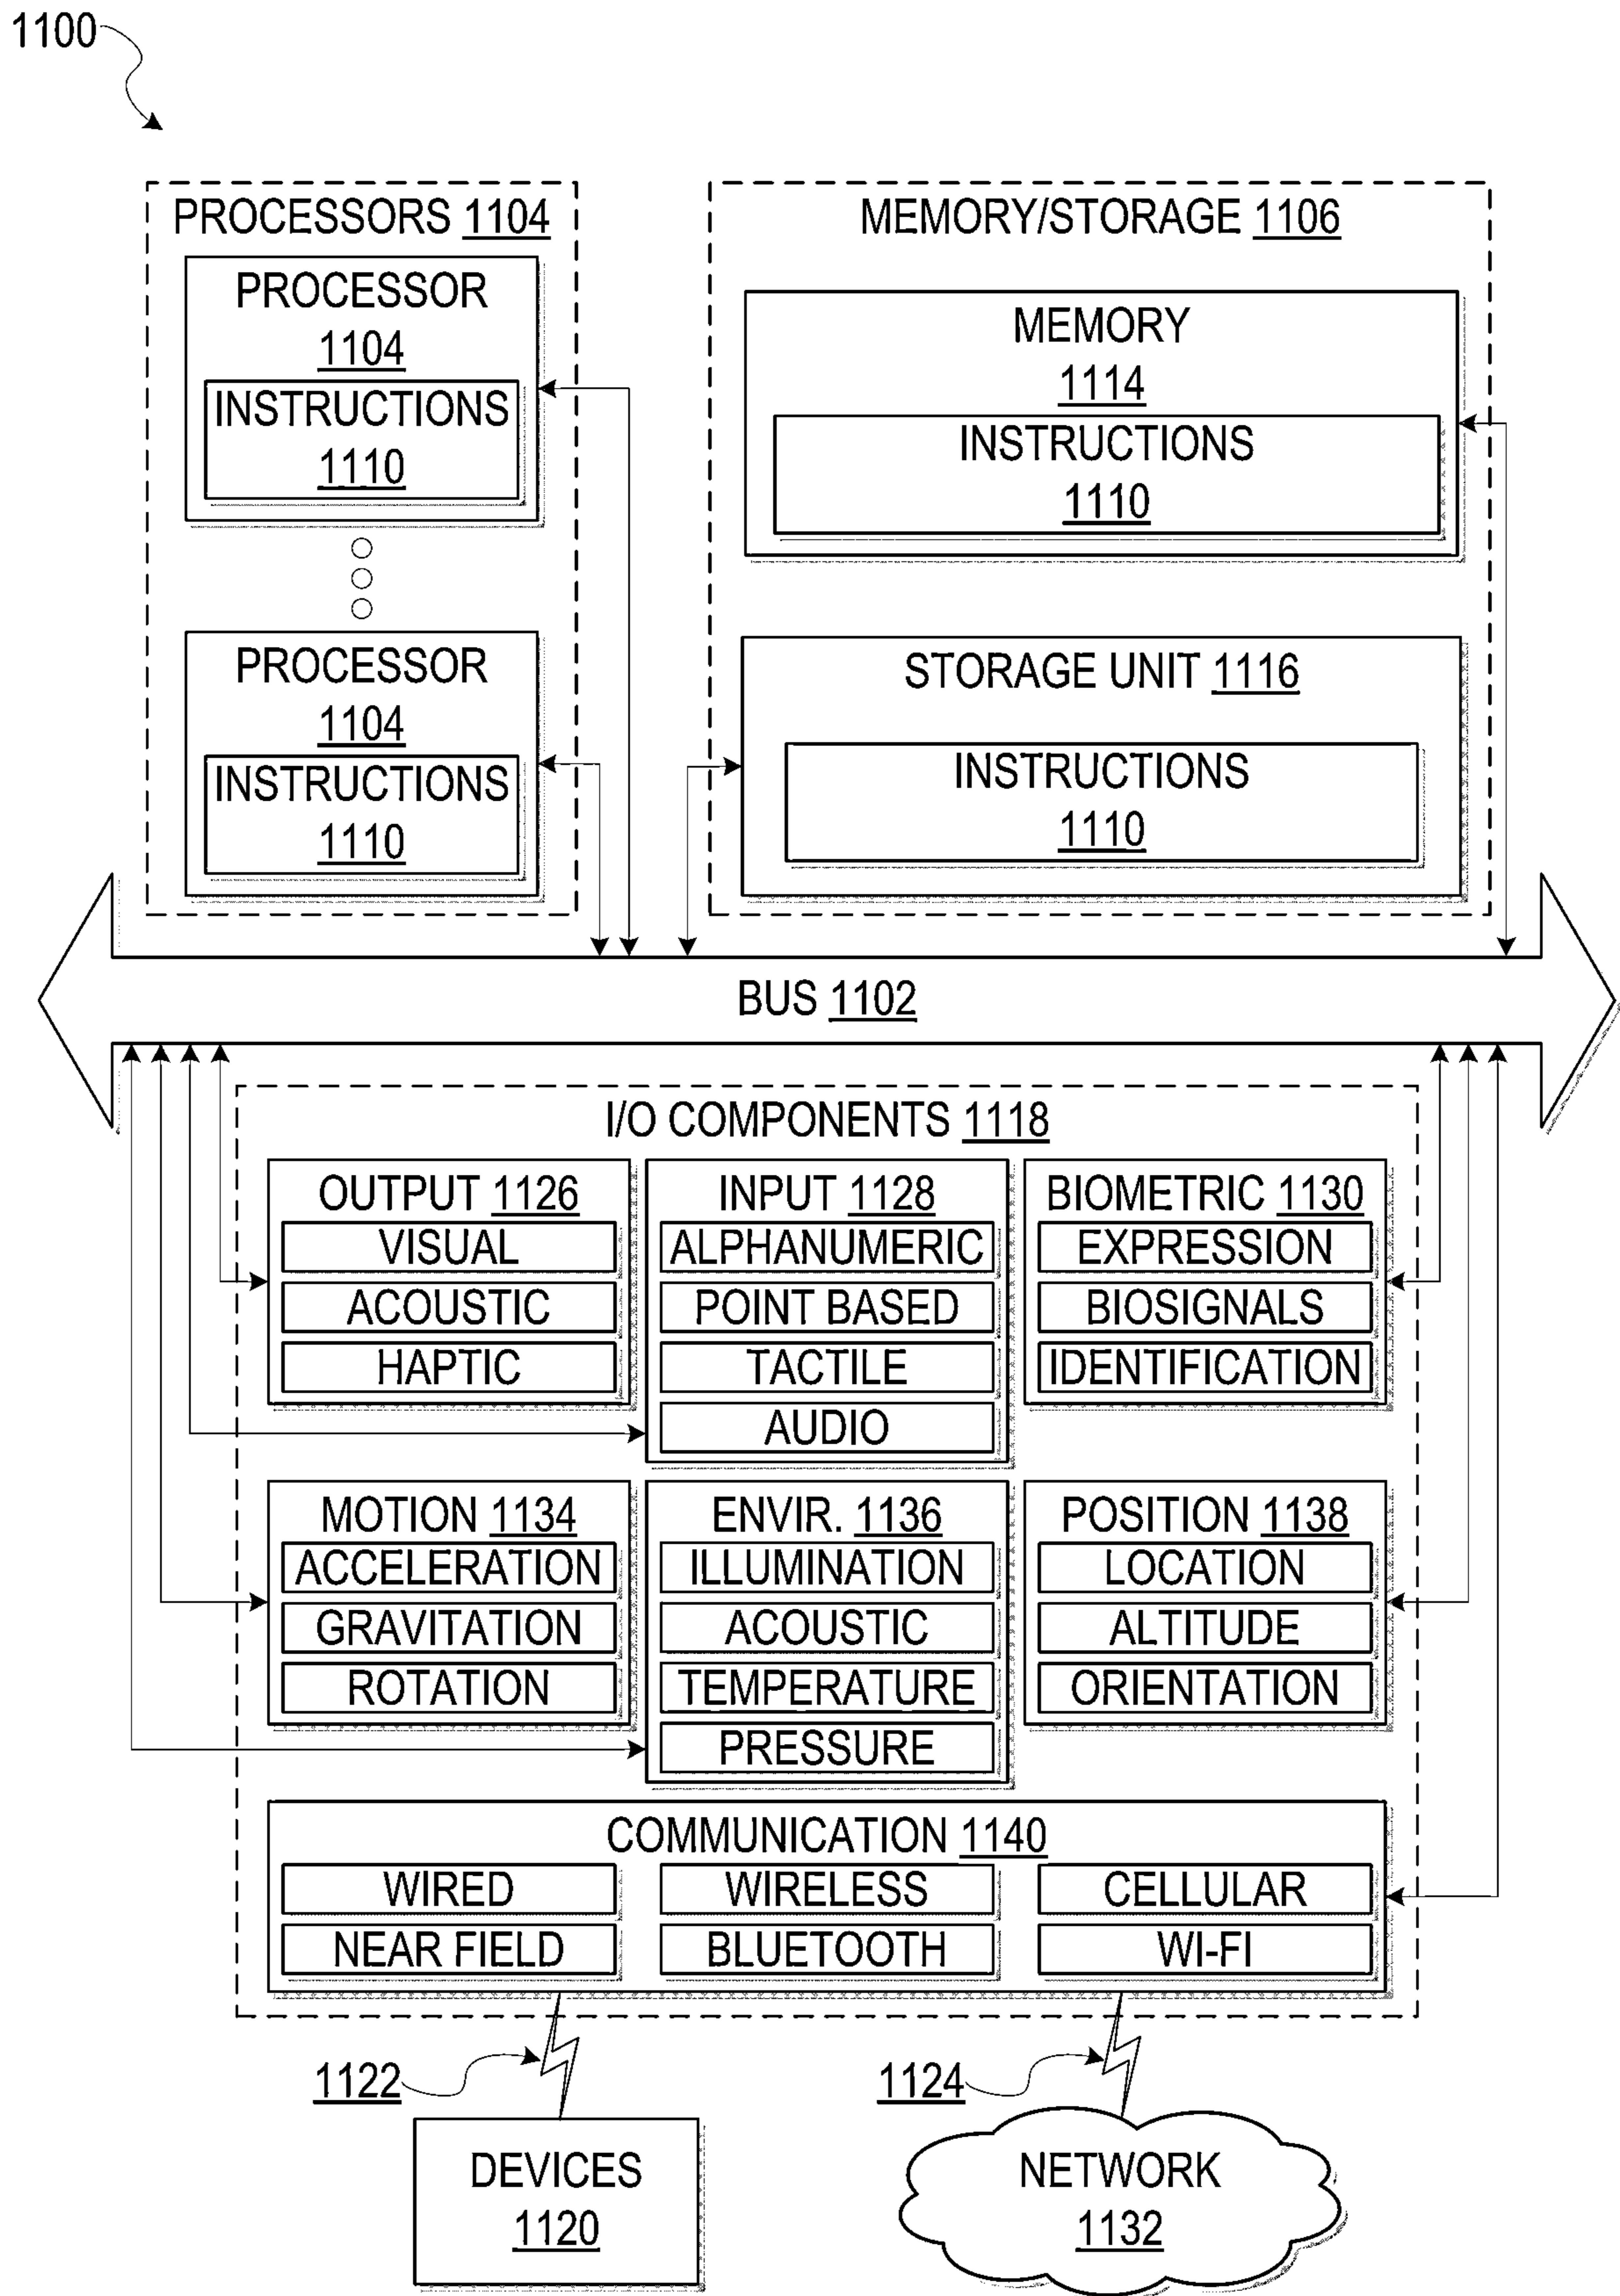 1100
PROCESSORS 1104
PROCESSOR
1104
INSTRUCTIONS
1110
PROCESSOR
1104
INSTRUCTIONS
1110
MEMORY/STORAGE 1106
MEMORY
1114
INSTRUCTIONS
1110
STORAGE UNIT 1116
INSTRUCTIONS
1110
BUS 1102
I/O COMPONENTS 1118
OUTPUT 1126
VISUAL
ACOUSTIC
HAPTIC
INPUT 1128
ALPHANUMERIC
POINT BASED
TACTILE
AUDIO
BIOMETRIC 1130
EXPRESSION
BIOSIGNALS
IDENTIFICATION
MOTION 1134
ACCELERATION
GRAVITATION
ROTATION
ENVIR. 1136
ILLUMINATION
ACOUSTIC
TEMPERATURE
PRESSURE
POSITION 1138
LOCATION
ALTITUDE
ORIENTATION
COMMUNICATION 1140
WIRED
WIRELESS
CELLULAR
NEAR FIELD
BLUETOOTH
WI-FI
1122
1124
DEVICES
1120
NETWORK
1132